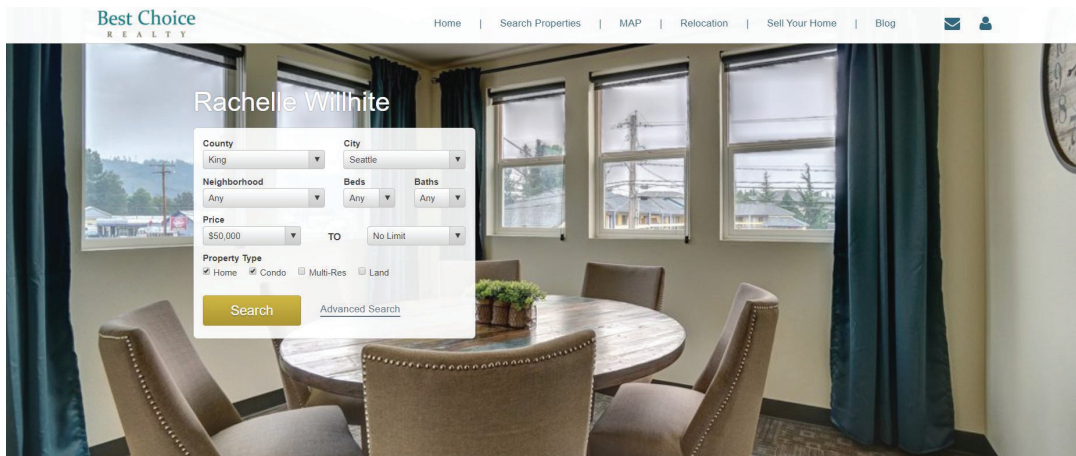 Best Choice
REALTY
Home | Search Properties | MAP | Relocation | Sell Your Home | Blog
Rachelle Willhite
County City
King Seattle
Neighborhood Beds Baths
Any Any Any
Price
$50,000 TO No Limit
Property Type
Home Condo Multi-Res Land
Search Advanced Search